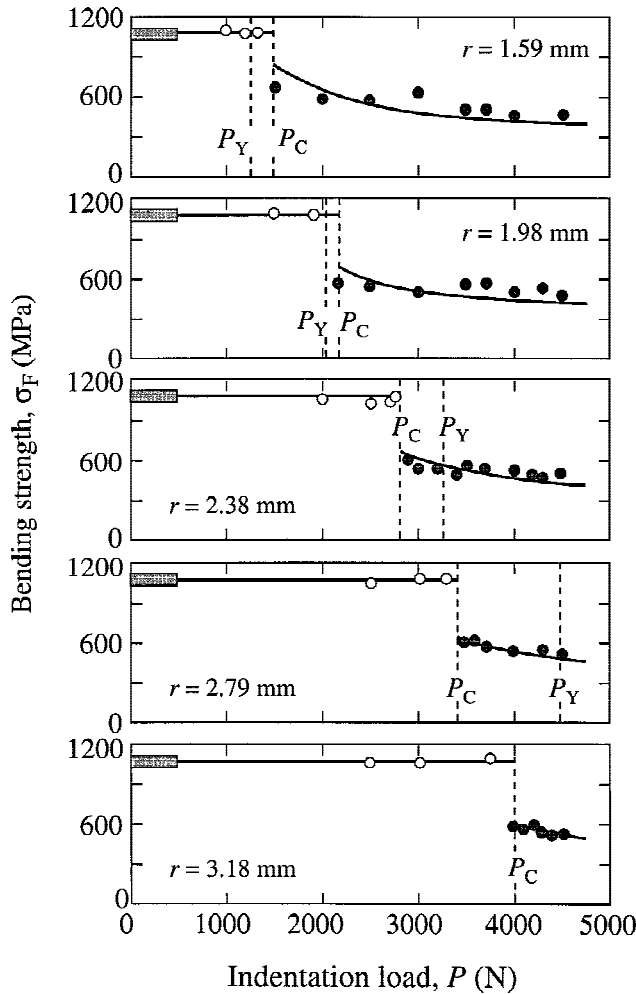 1200
600
0
r = 1.59 mm
P_Y
P_C
1200
600
0
r = 1.98 mm
P_Y
P_C
1200
600
0
P_C
P_Y
r = 2.38 mm
1200
600
0
r = 2.79 mm
P_C
P_Y
1200
600
0
r = 3.18 mm
P_C
0 1000 2000 3000 4000 5000
Bending strength, σ_F (MPa)
Indentation load, P (N)